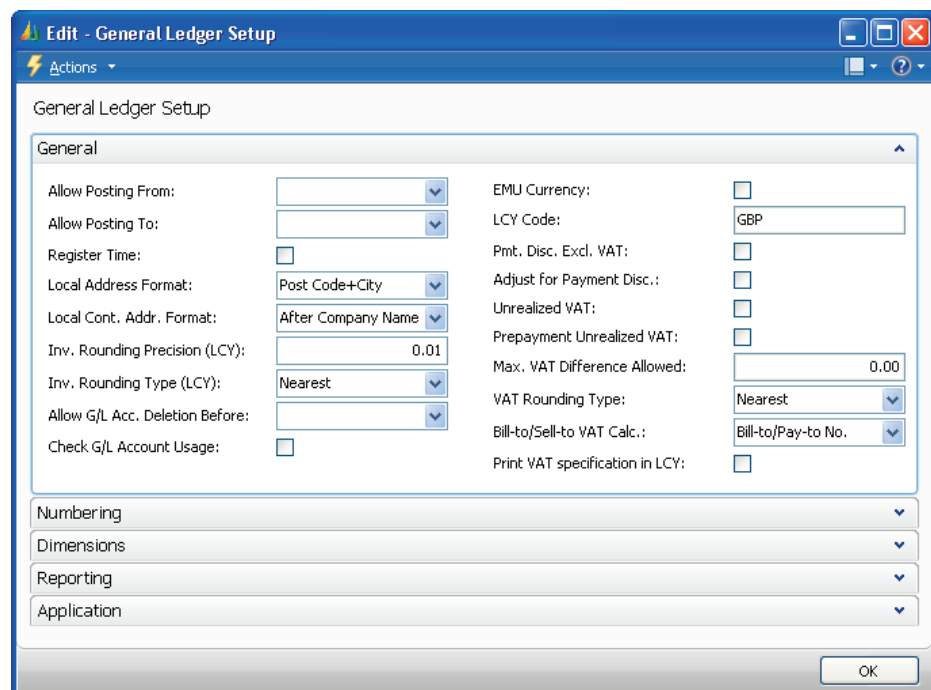 Edit - General Ledger Setup
Actions
General Ledger Setup
General
Allow Posting From:
Allow Posting To:
Register Time:
Local Address Format: Post Code+City
Local Cont. Addr. Format: After Company Name
Inv. Rounding Precision (LCY): 0.01
Inv. Rounding Type (LCY): Nearest
Allow G/L Acc. Deletion Before:
Check G/L Account Usage:
EMU Currency:
LCY Code: GBP
Pmt. Disc. Excl. VAT:
Adjust for Payment Disc.:
Unrealized VAT:
Prepayment Unrealized VAT:
Max. VAT Difference Allowed: 0.00
VAT Rounding Type: Nearest
Bill-to/Sell-to VAT Calc.: Bill-to/Pay-to No.
Print VAT specification in LCY:
Numbering
Dimensions
Reporting
Application
OK